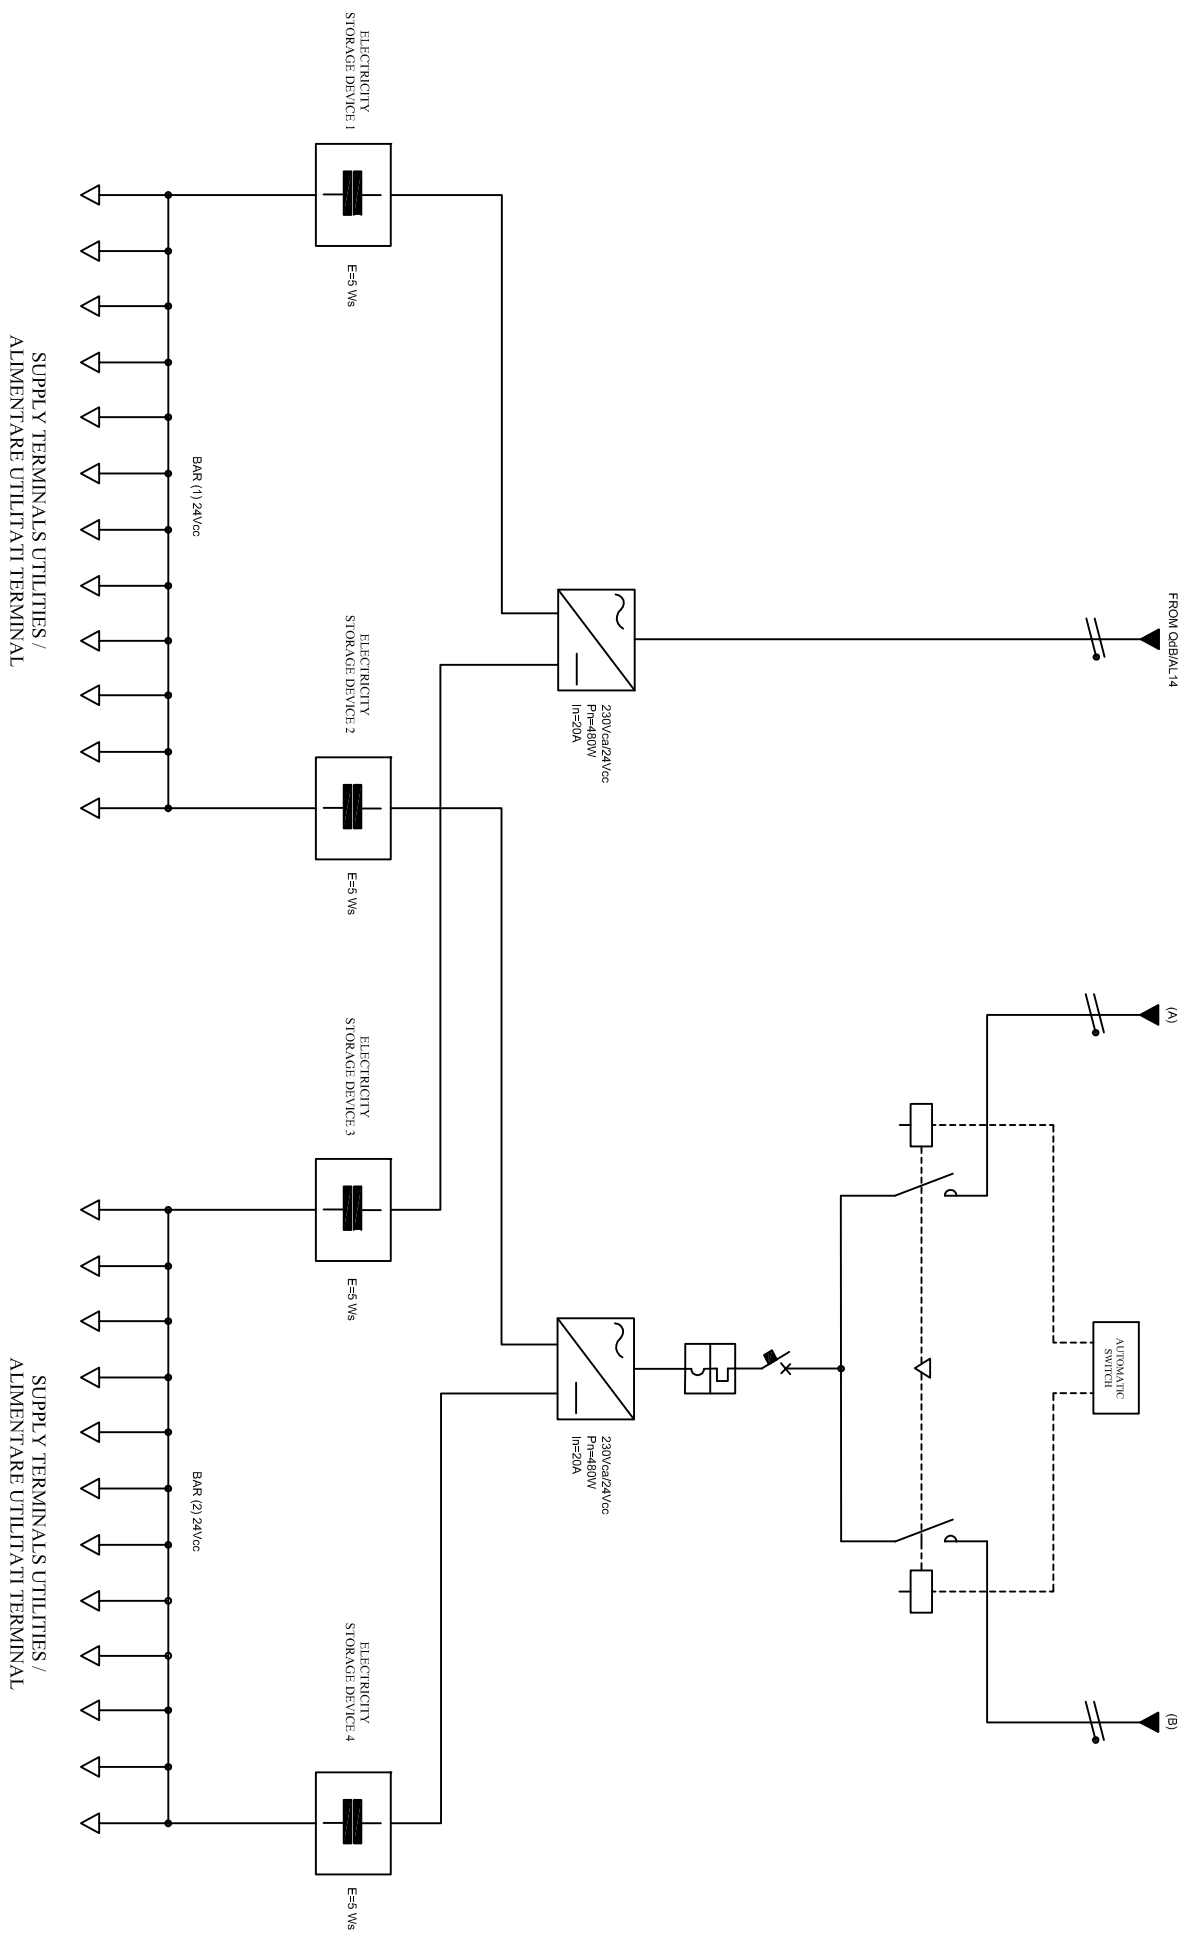 FROM QdB/AL14
(A)
(B)
AUTOMATIC
SWITCH
230Vca/24Vcc
Pn=480W
In=20A
230Vca/24Vcc
Pn=480W
In=20A
ELECTRICITY
STORAGE DEVICE 1
E=5 Ws
ELECTRICITY
STORAGE DEVICE 2
E=5 Ws
ELECTRICITY
STORAGE DEVICE 3
E=5 Ws
ELECTRICITY
STORAGE DEVICE 4
E=5 Ws
BAR (1) 24Vcc
BAR (2) 24Vcc
SUPPLY TERMINALS UTILITIES /
ALIMENTARE UTILITATI TERMINAL
SUPPLY TERMINALS UTILITIES /
ALIMENTARE UTILITATI TERMINAL